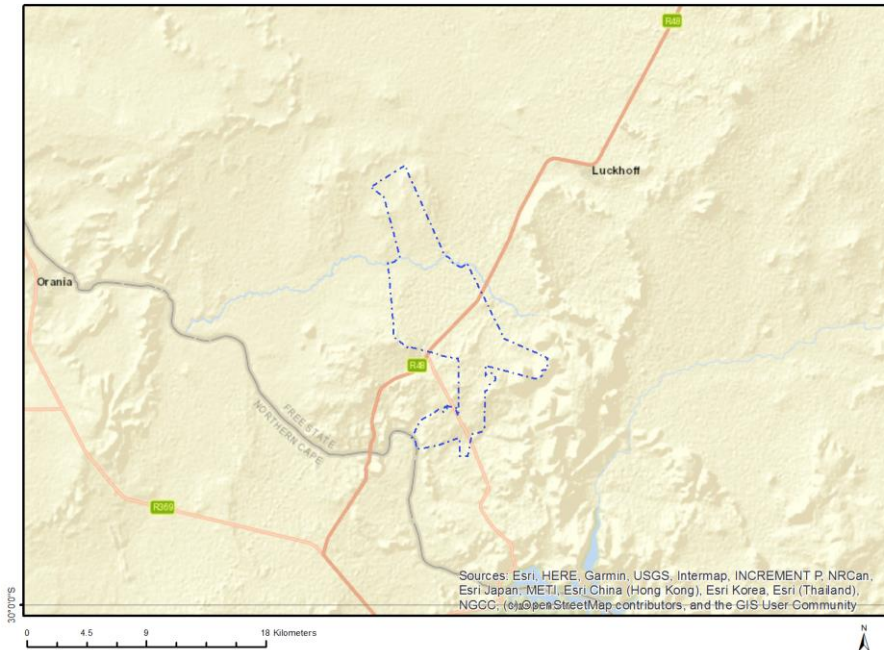 R48
Luckhoff
Orania
R48
FREE STATE
NORTHERN CAPE
R369
Sources: Esri, HERE, Garmin, USGS, Intermap, INCREMENT P, NRCan,
Esri Japan, METI, Esri China (Hong Kong), Esri Korea, Esri (Thailand),
NGCC, (c) OpenStreetMap contributors, and the GIS User Community
30°0'0"S
0 4.5 9 18 Kilometers
N